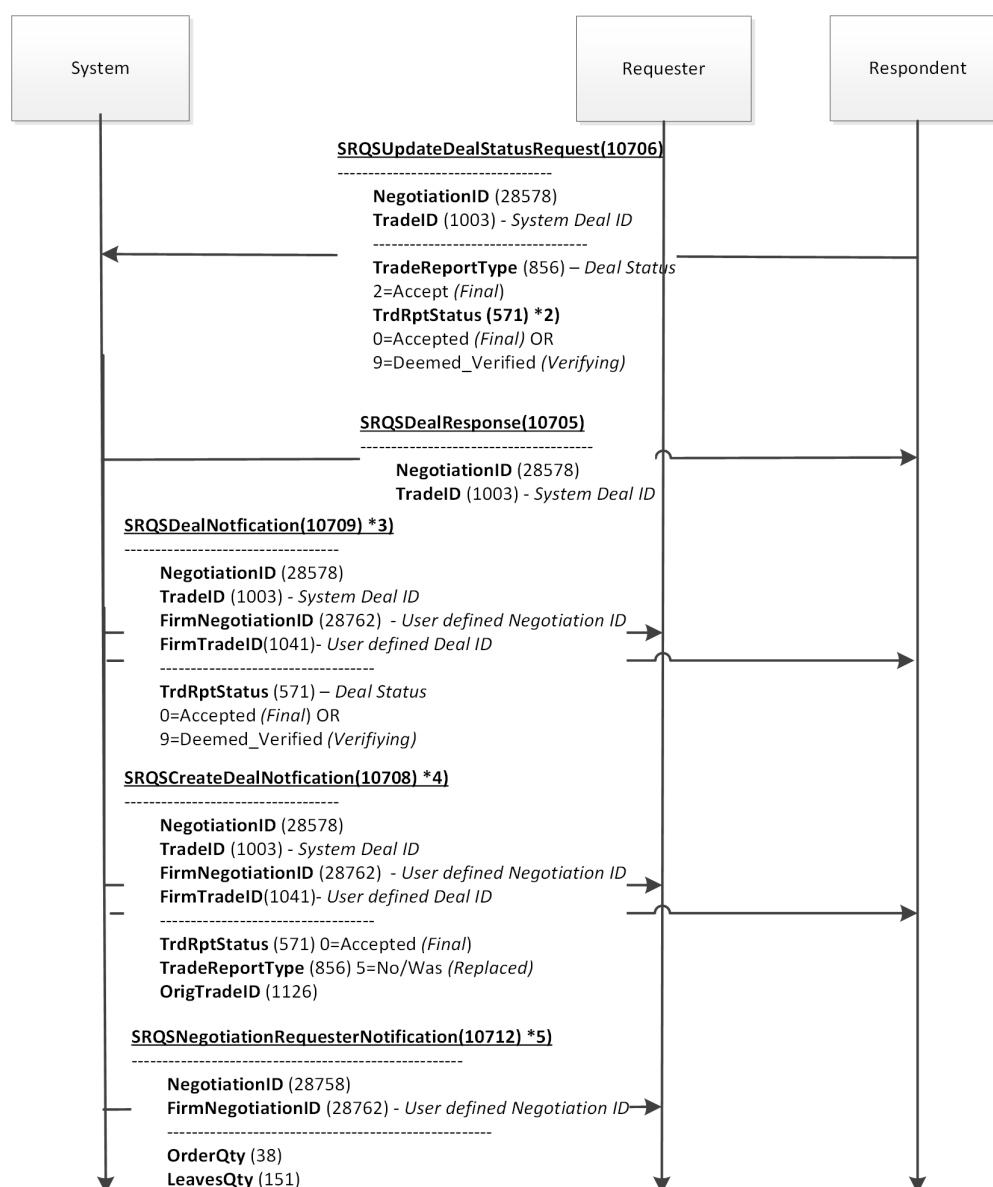 System
Requester
Respondent
SRQSUpdateDealStatusRequest(10706)
-----------------------------------
NegotiationID (28578)
TradeID (1003) - System Deal ID
-----------------------------------
TradeReportType (856) – Deal Status
2=Accept (Final)
TrdRptStatus (571) *2)
0=Accepted (Final) OR
9=Deemed_Verified (Verifying)
SRQSDealResponse(10705)
--------------------------------------
NegotiationID (28578)
TradeID (1003) - System Deal ID
SRQSDealNotfication(10709) *3)
-----------------------------------
NegotiationID (28578)
TradeID (1003) - System Deal ID
FirmNegotiationID (28762) - User defined Negotiation ID
FirmTradeID(1041)- User defined Deal ID
-----------------------------------
TrdRptStatus (571) – Deal Status
0=Accepted (Final) OR
9=Deemed_Verified (Verifiying)
SRQSCreateDealNotfication(10708) *4)
-----------------------------------
NegotiationID (28578)
TradeID (1003) - System Deal ID
FirmNegotiationID (28762) - User defined Negotiation ID
FirmTradeID(1041)- User defined Deal ID
-----------------------------------
TrdRptStatus (571) 0=Accepted (Final)
TradeReportType (856) 5=No/Was (Replaced)
OrigTradeID (1126)
SRQSNegotiationRequesterNotification(10712) *5)
------------------------------------------------------
NegotiationID (28758)
FirmNegotiationID (28762) - User defined Negotiation ID
-----------------------------------------------------
OrderQty (38)
LeavesQty (151)